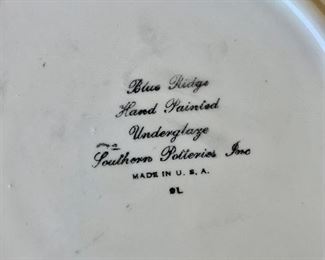 Blue Ridge
Hand Painted
Underglaze
Southern Potteries Inc
MADE IN U. S. A.
9L